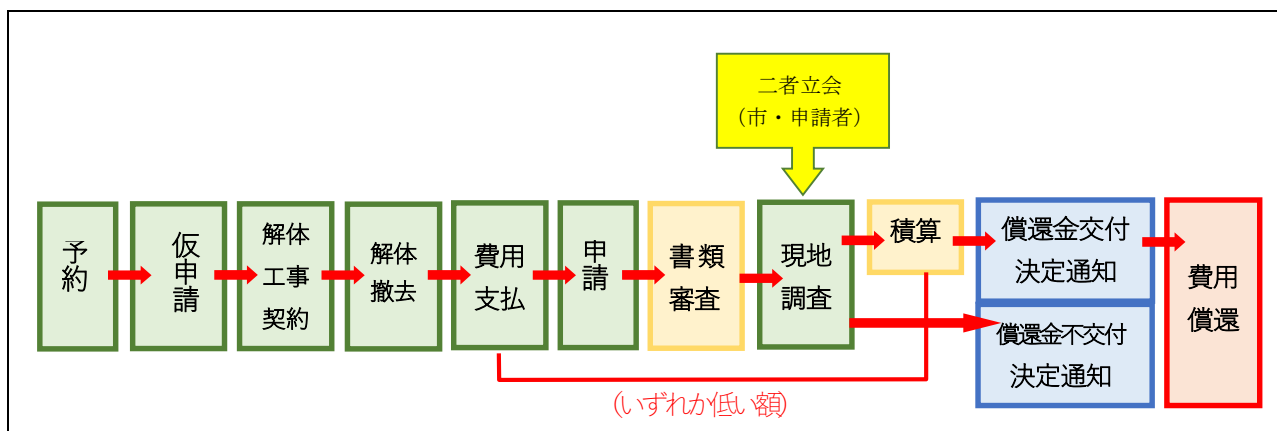 二者立会
（市・申請者）
予約
仮申請
解体
工事
契約
解体
撤去
費用
支払
申請
書類
審査
現地
調査
積算
償還金交付
決定通知
償還金不交付
決定通知
費用
償還
(いずれか低い額)